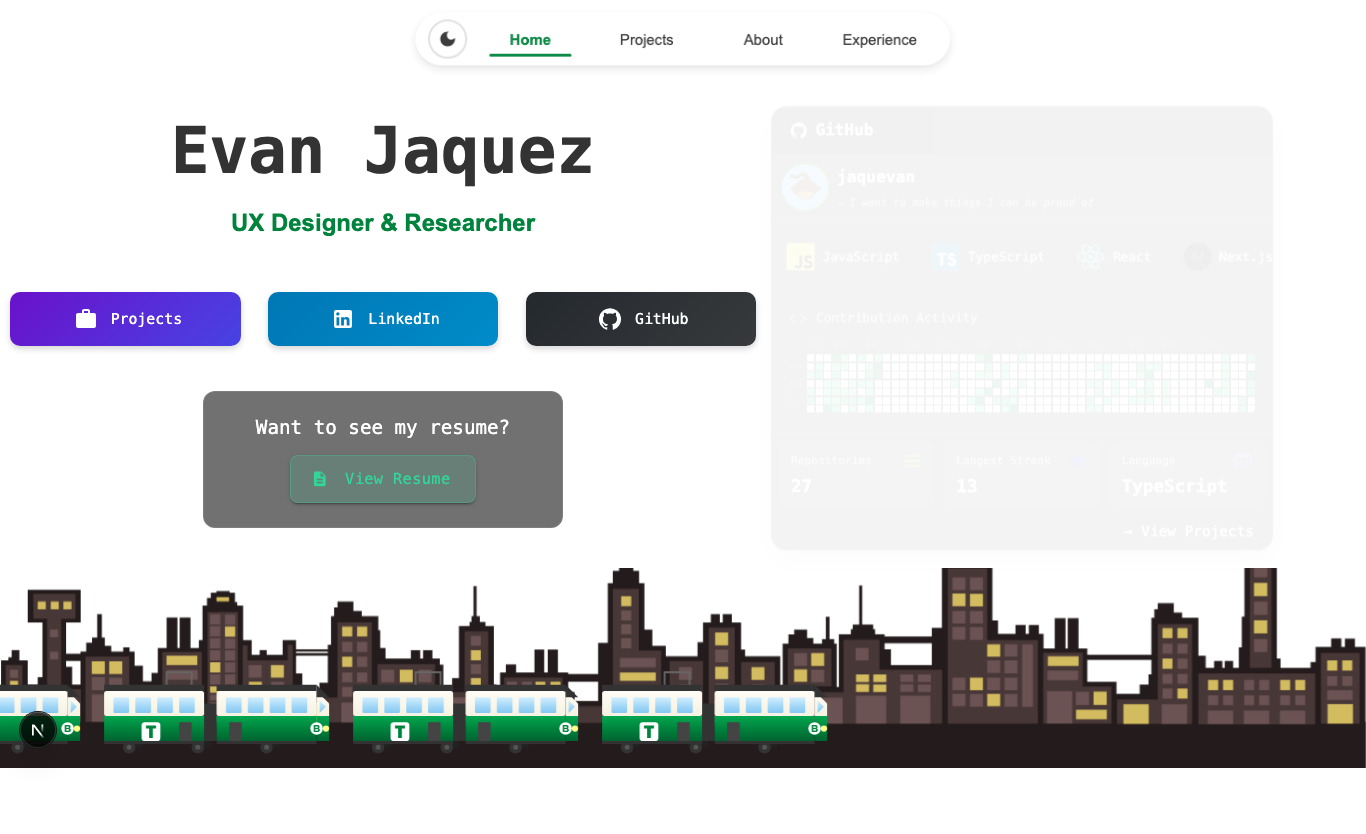 Home Projects About Experience
Evan Jaquez
UX Designer & Researcher
Projects LinkedIn GitHub
Want to see my resume?
View Resume
GitHub
jaquevan
I want to make things I can be proud of
JS JavaScript TS TypeScript React N Next.js
<> Contribution Activity
Repositories
27
Longest Streak
13
Language
TypeScript
→ View Projects
B T B T B T B
N